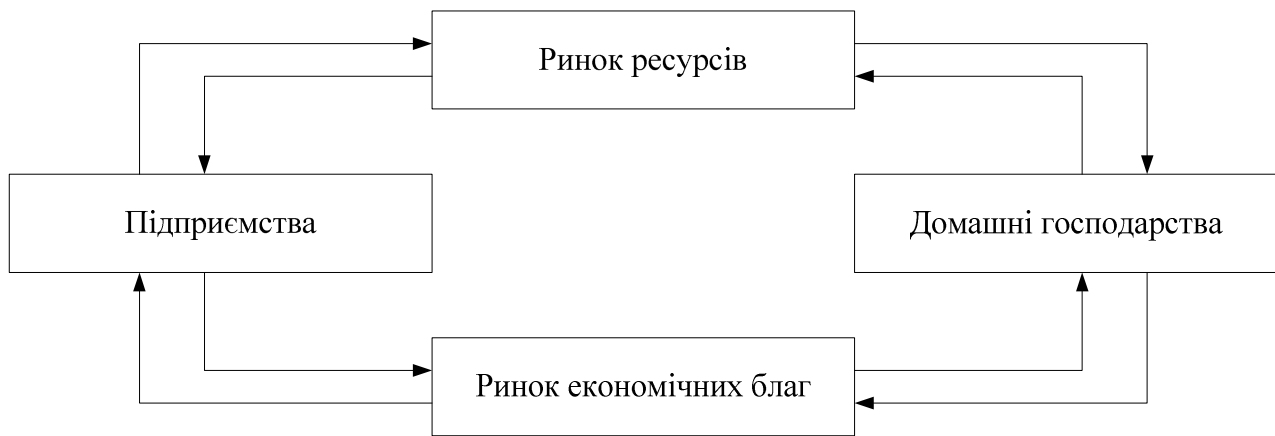 Ринок ресурсів
Підприємства
Домашні господарства
Ринок економічних благ